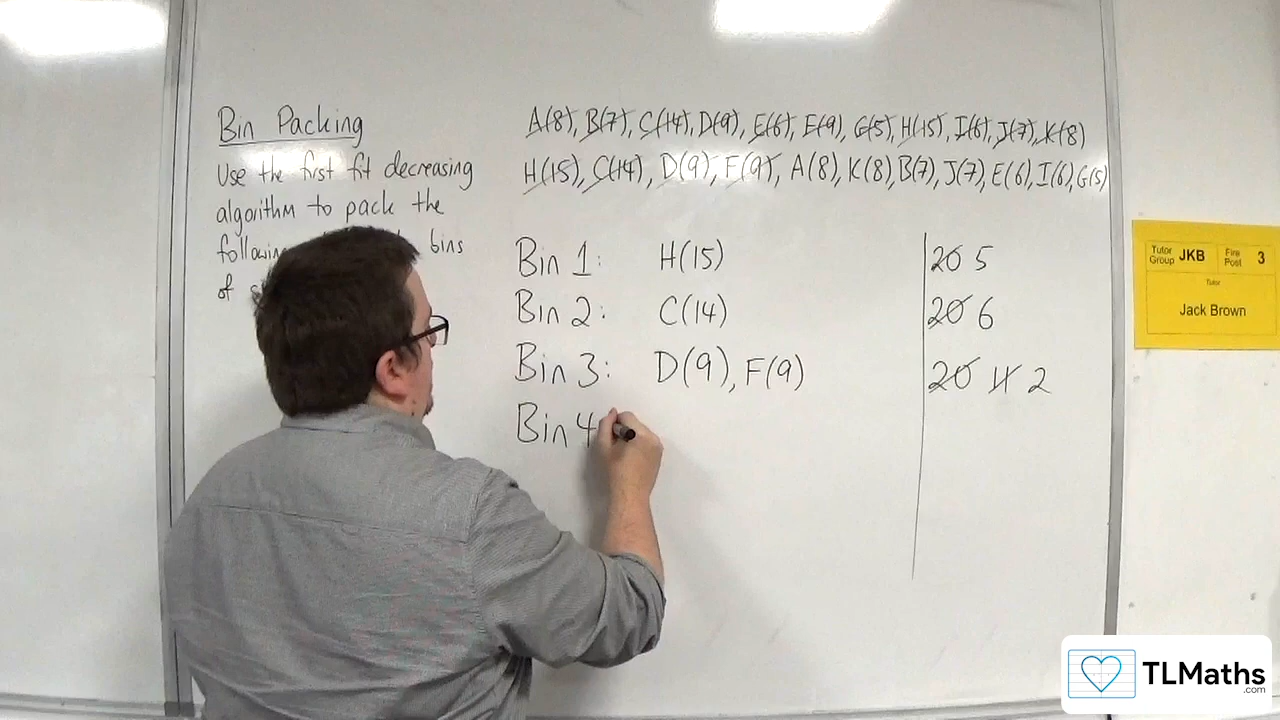 Bin Packing
Use the first fit decreasing
algorithm to pack the
bins
of
A(8), B(7), C(14), D(9), E(6), F(9), G(5), H(15), I(6), J(7), K(8)
H(15), C(14), D(9), F(9), A(8), K(8), B(7), J(7), E(6), I(6), G(5)
Bin 1: H(15) 20 5
Bin 2: C(14) 20 6
Bin 3: D(9), F(9) 20 11 2
Bin 4
Tutor Group JKB Fire Post 3
Tutor
Jack Brown
TLMaths
.com